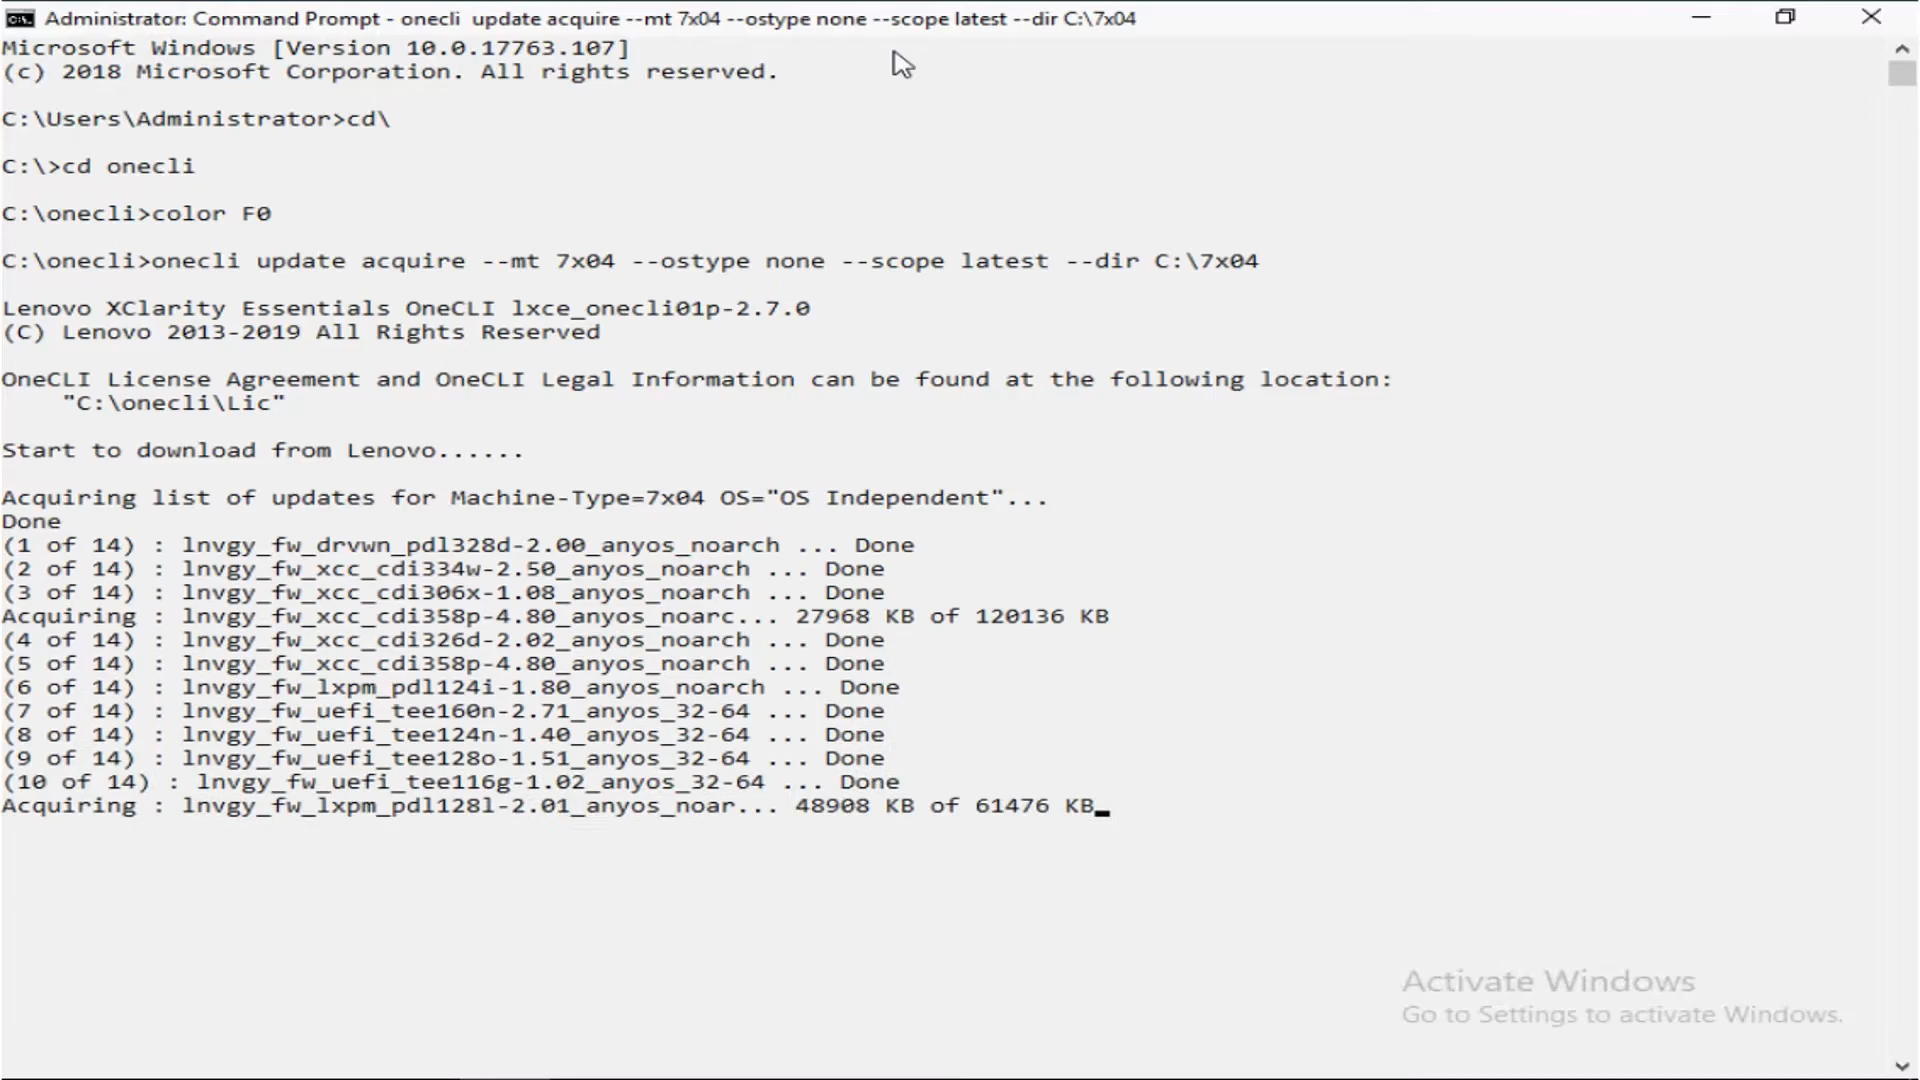 Administrator: Command Prompt - onecli  update acquire --mt 7x04 --ostype none --scope latest --dir C:\7x04
Microsoft Windows [Version 10.0.17763.107]
(c) 2018 Microsoft Corporation. All rights reserved.
C:\Users\Administrator>cd\
C:\>cd onecli
C:\onecli>color F0
C:\onecli>onecli update acquire --mt 7x04 --ostype none --scope latest --dir C:\7x04
Lenovo XClarity Essentials OneCLI lxce_onecli01p-2.7.0
(C) Lenovo 2013-2019 All Rights Reserved
OneCLI License Agreement and OneCLI Legal Information can be found at the following location:
    "C:\onecli\Lic"
Start to download from Lenovo......
Acquiring list of updates for Machine-Type=7x04 OS="OS Independent"...
Done
(1 of 14) : lnvgy_fw_drvwn_pdl328d-2.00_anyos_noarch ... Done
(2 of 14) : lnvgy_fw_xcc_cdi334w-2.50_anyos_noarch ... Done
(3 of 14) : lnvgy_fw_xcc_cdi306x-1.08_anyos_noarch ... Done
Acquiring : lnvgy_fw_xcc_cdi358p-4.80_anyos_noarc... 27968 KB of 120136 KB
(4 of 14) : lnvgy_fw_xcc_cdi326d-2.02_anyos_noarch ... Done
(5 of 14) : lnvgy_fw_xcc_cdi358p-4.80_anyos_noarch ... Done
(6 of 14) : lnvgy_fw_lxpm_pdl124i-1.80_anyos_noarch ... Done
(7 of 14) : lnvgy_fw_uefi_tee160n-2.71_anyos_32-64 ... Done
(8 of 14) : lnvgy_fw_uefi_tee124n-1.40_anyos_32-64 ... Done
(9 of 14) : lnvgy_fw_uefi_tee128o-1.51_anyos_32-64 ... Done
(10 of 14) : lnvgy_fw_uefi_tee116g-1.02_anyos_32-64 ... Done
Acquiring : lnvgy_fw_lxpm_pdl128l-2.01_anyos_noar... 48908 KB of 61476 KB
Activate Windows
Go to Settings to activate Windows.